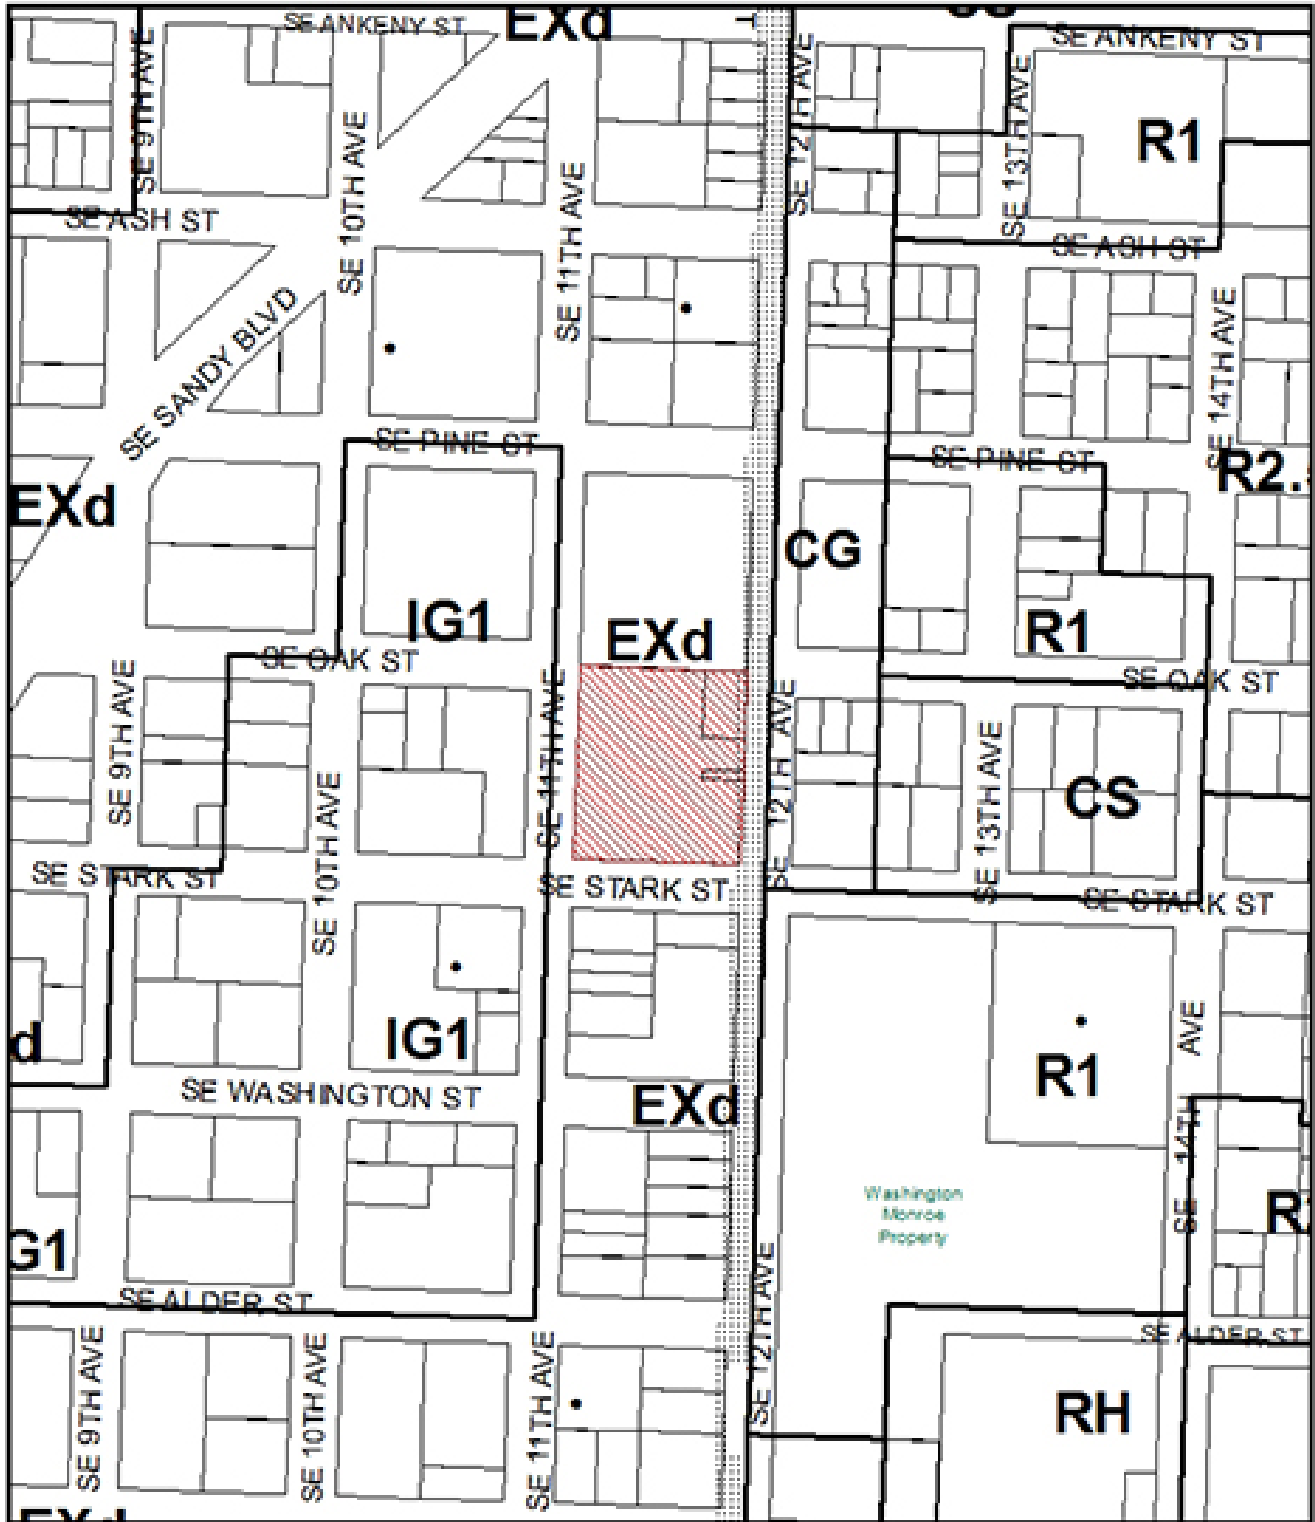 SE ANKENY ST
EXd
SE ANKENY ST
SE 9TH AVE
SE 12TH AVE
SE 13TH AVE
R1
SE 10TH AVE
SE 11TH AVE
SE ASH ST
SE ASH ST
SE SANDY BLVD
SE 14TH AVE
SE PINE ST
SE PINE ST
R2.
EXd
CG
IG1
EXd
R1
SE OAK ST
SE OAK ST
SE 9TH AVE
SE 11TH AVE
SE 12TH AVE
SE 13TH AVE
CS
SE 10TH AVE
SE STARK ST
SE STARK ST
SE STARK ST
IG1
d
R1
SE 14TH AVE
SE WASHINGTON ST
EXd
Washington
Monroe
Property
R
G1
SE ALDER ST
SE 12TH AVE
SE ALDER ST
SE 9TH AVE
SE 10TH AVE
SE 11TH AVE
RH
EXd